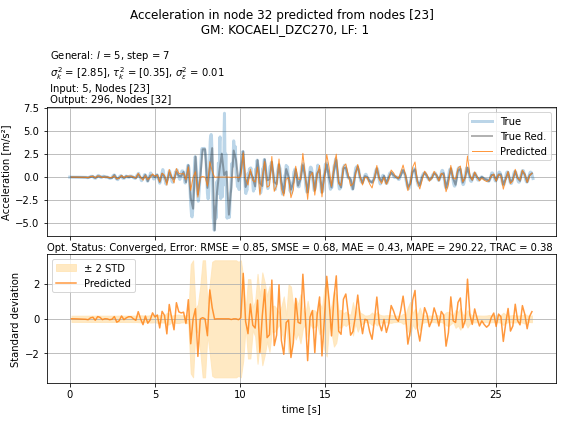 Acceleration in node 32 predicted from nodes [23]
GM: KOCAELI_DZC270, LF: 1
General: l = 5, step = 7
σ²ₖ = [2.85], τ²ₖ = [0.35], σ²ε = 0.01
Input: 5, Nodes [23]
Output: 296, Nodes [32]
7.5
5.0
2.5
0.0
−2.5
−5.0
Acceleration [m/s²]
True
True Red.
Predicted
Opt. Status: Converged, Error: RMSE = 0.85, SMSE = 0.68, MAE = 0.43, MAPE = 290.22, TRAC = 0.38
2
0
−2
Standard deviation
± 2 STD
Predicted
0 5 10 15 20 25
time [s]